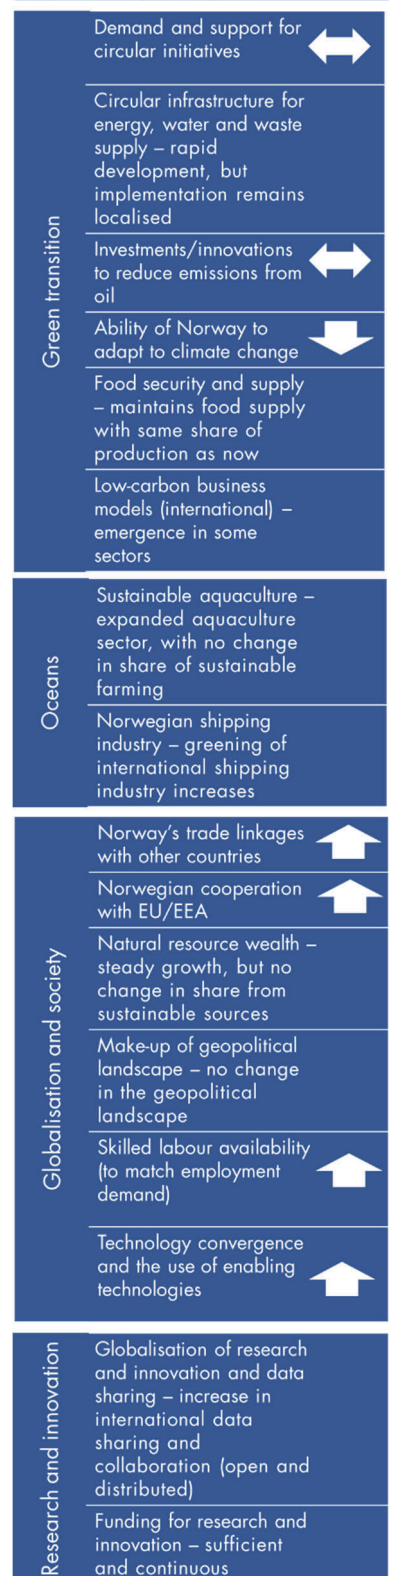 Green transition
Demand and support for
circular initiatives
Circular infrastructure for
energy, water and waste
supply – rapid
development, but
implementation remains
localised
Investments/innovations
to reduce emissions from
oil
Ability of Norway to
adapt to climate change
Food security and supply
– maintains food supply
with same share of
production as now
Low-carbon business
models (international) –
emergence in some
sectors
Oceans
Sustainable aquaculture –
expanded aquaculture
sector, with no change
in share of sustainable
farming
Norwegian shipping
industry – greening of
international shipping
industry increases
Globalisation and society
Norway's trade linkages
with other countries
Norwegian cooperation
with EU/EEA
Natural resource wealth –
steady growth, but no
change in share from
sustainable sources
Make-up of geopolitical
landscape – no change
in the geopolitical
landscape
Skilled labour availability
(to match employment
demand)
Technology convergence
and the use of enabling
technologies
Research and innovation
Globalisation of research
and innovation and data
sharing – increase in
international data
sharing and
collaboration (open and
distributed)
Funding for research and
innovation – sufficient
and continuous